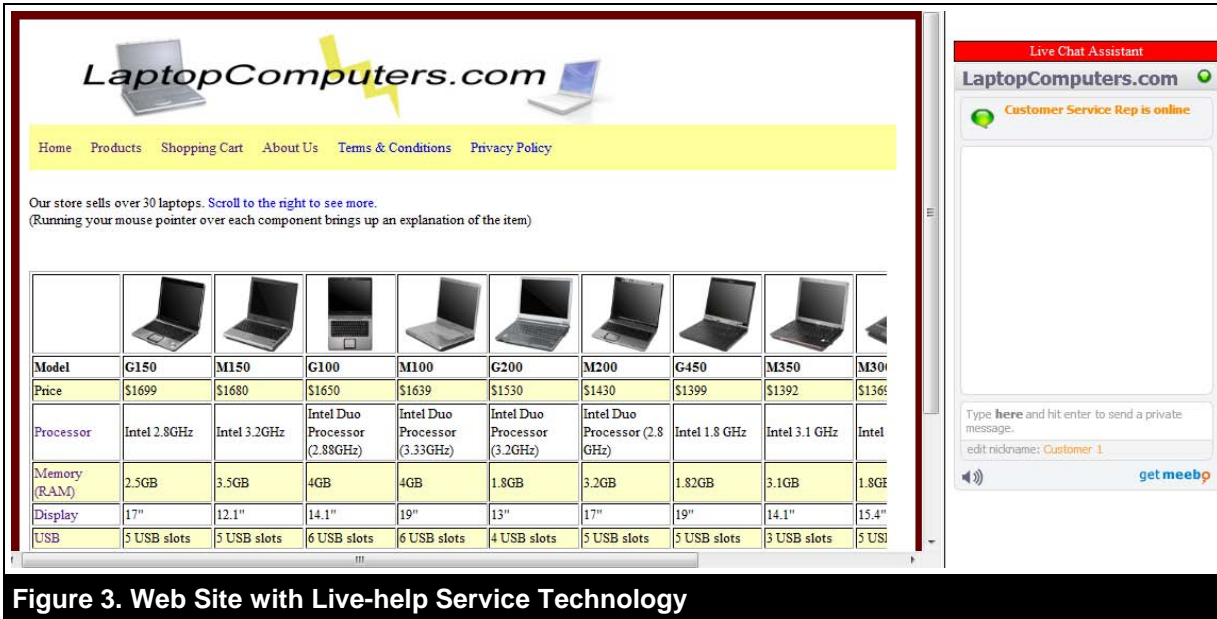 LaptopComputers.com
Home Products Shopping Cart About Us Terms & Conditions Privacy Policy
Our store sells over 30 laptops. Scroll to the right to see more.
(Running your mouse pointer over each component brings up an explanation of the item)
Model G150 M150 G100 M100 G200 M200 G450 M350 M300
Price $1699 $1680 $1650 $1639 $1530 $1430 $1399 $1392 $1369
Processor Intel 2.8GHz Intel 3.2GHz Intel Duo Processor (2.88GHz) Intel Duo Processor (3.33GHz) Intel Duo Processor (3.2GHz) Intel Duo Processor (2.8 GHz) Intel 1.8 GHz Intel 3.1 GHz Intel
Memory (RAM) 2.5GB 3.5GB 4GB 4GB 1.8GB 3.2GB 1.82GB 3.1GB 1.8GB
Display 17" 12.1" 14.1" 19" 13" 17" 19" 14.1" 15.4"
USB 5 USB slots 5 USB slots 6 USB slots 6 USB slots 4 USB slots 5 USB slots 5 USB slots 3 USB slots 5 USB
Live Chat Assistant
LaptopComputers.com
Customer Service Rep is online
Type here and hit enter to send a private
message.
edit nickname: Customer 1
get meebo
Figure 3. Web Site with Live-help Service Technology